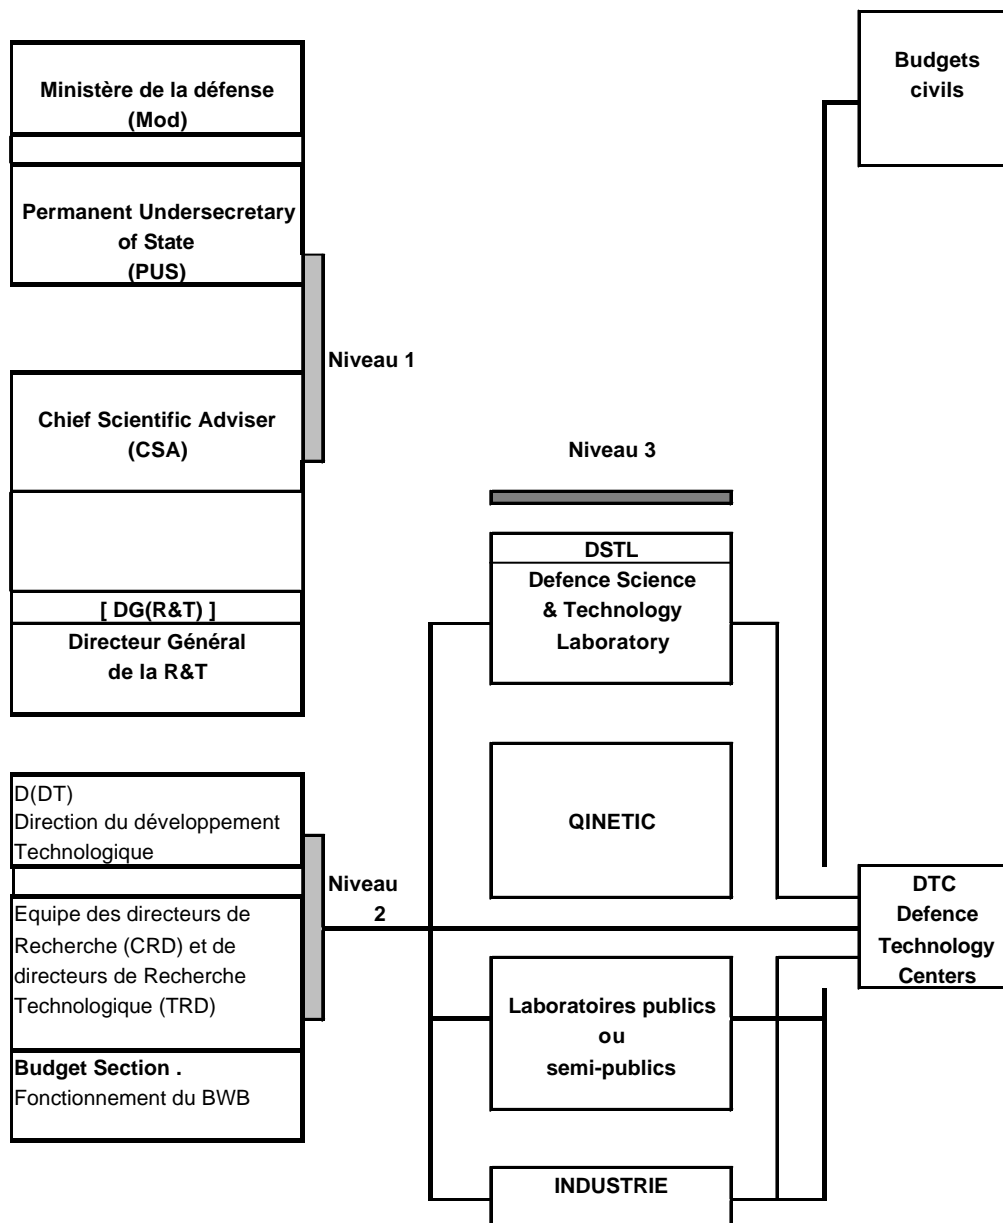 Ministère de la défense
(Mod)
Permanent Undersecretary
of State
(PUS)
Niveau 1
Chief Scientific Adviser
(CSA)
[ DG(R&T) ]
Directeur Général
de la R&T
D(DT)
Direction du développement
Technologique
Niveau
2
Equipe des directeurs de
Recherche (CRD) et de
directeurs de Recherche
Technologique (TRD)
Budget Section .
Fonctionnement du BWB
Niveau 3
DSTL
Defence Science
& Technology
Laboratory
QINETIC
Laboratoires publics
ou
semi-publics
INDUSTRIE
Budgets
civils
DTC
Defence
Technology
Centers